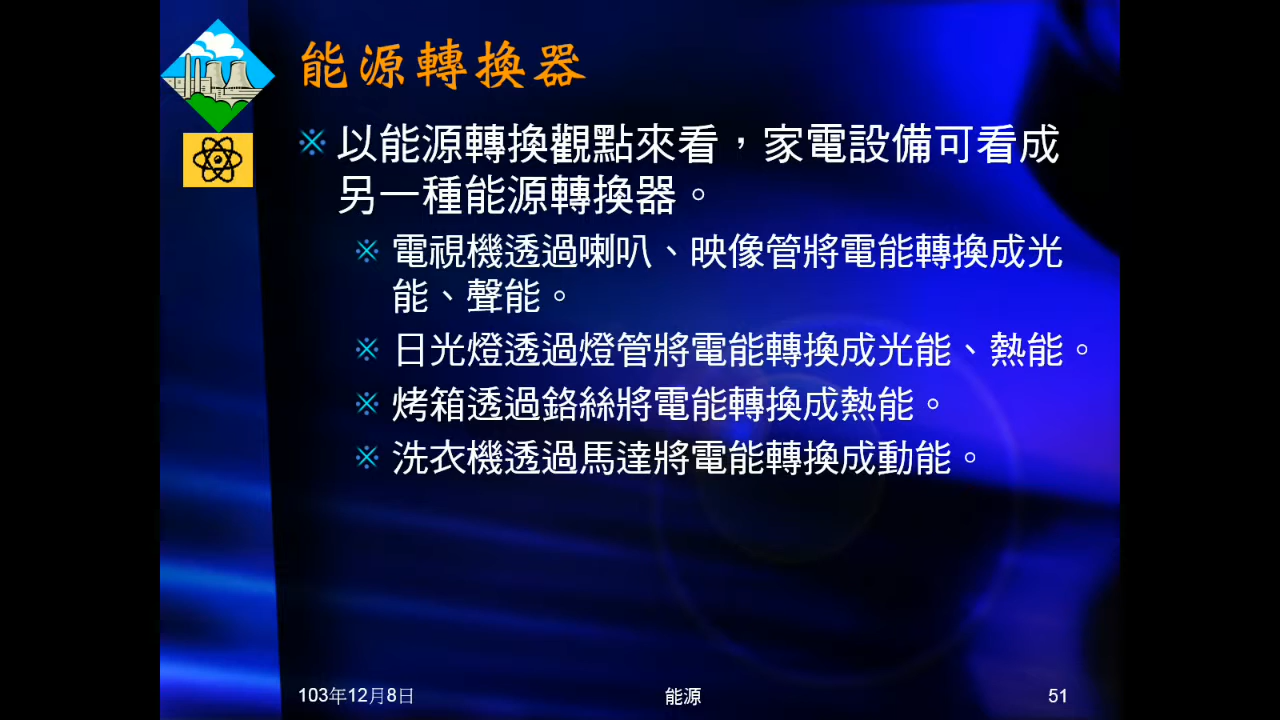 能源轉換器
※ 以能源轉換觀點來看，家電設備可看成
另一種能源轉換器。
※ 電視機透過喇叭、映像管將電能轉換成光
能、聲能。
※ 日光燈透過燈管將電能轉換成光能、熱能。
※ 烤箱透過鉻絲將電能轉換成熱能。
※ 洗衣機透過馬達將電能轉換成動能。
103年12月8日
能源
51